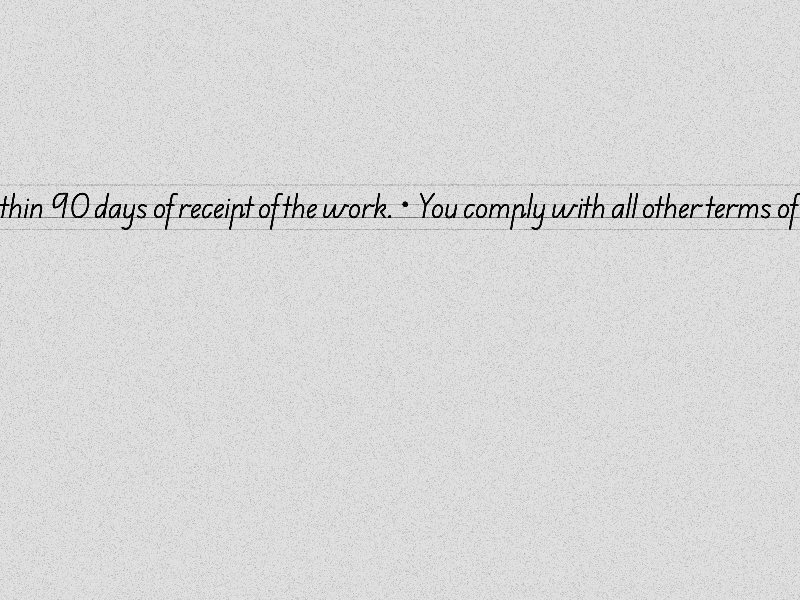 thin 90 days of receipt of the work. • You comply with all other terms of